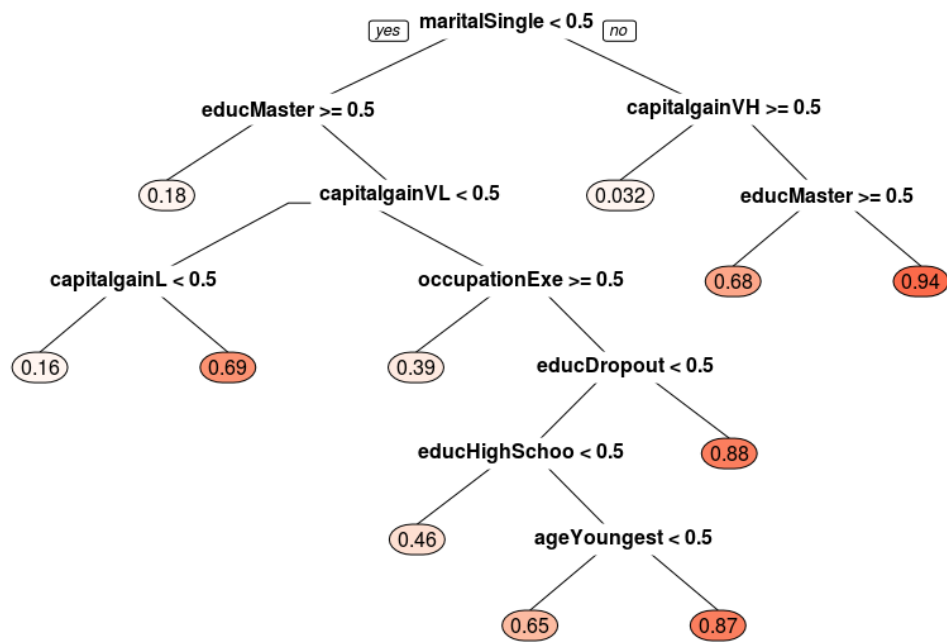 maritalSingle < 0.5
yes
no
educMaster >= 0.5
capitalgainVH >= 0.5
0.18
capitalgainVL < 0.5
0.032
educMaster >= 0.5
capitalgainL < 0.5
occupationExe >= 0.5
0.68
0.94
0.16
0.69
0.39
educDropout < 0.5
educHighSchoo < 0.5
0.88
0.46
ageYoungest < 0.5
0.65
0.87